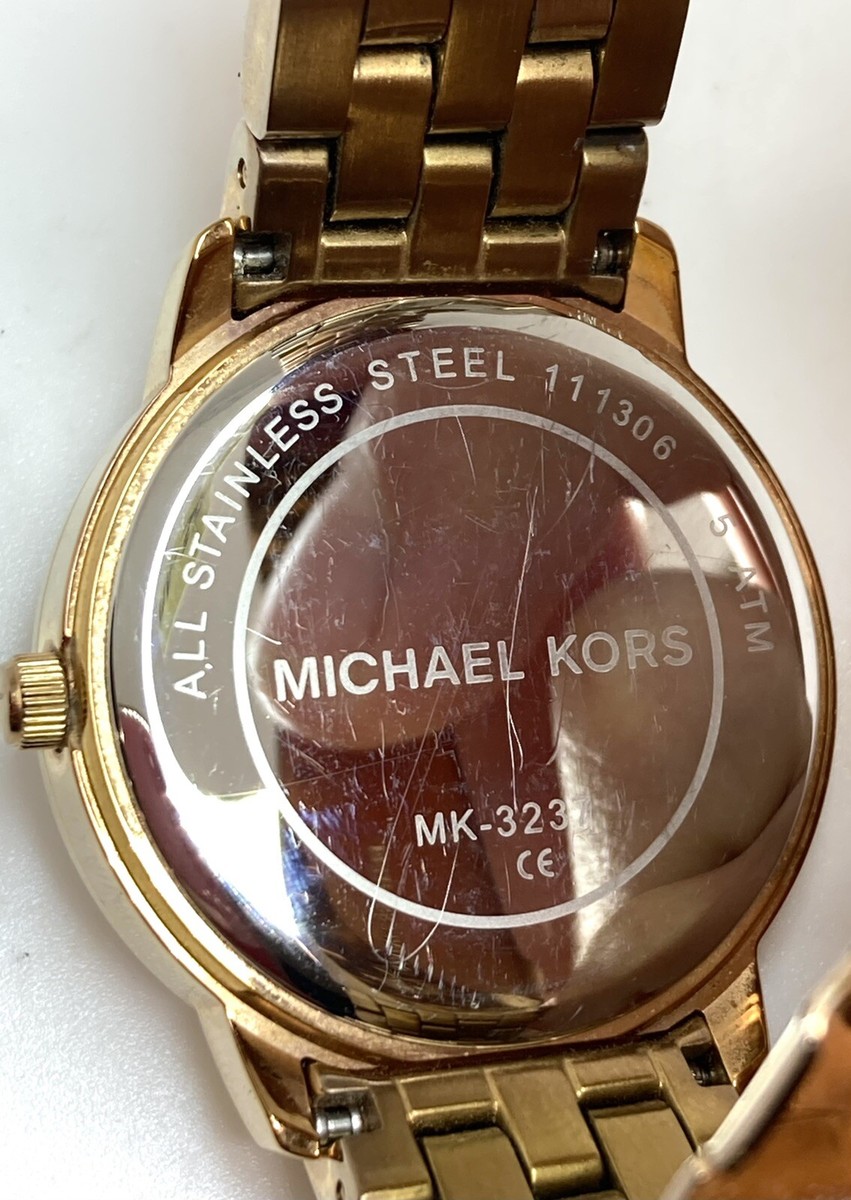 ALL STAINLESS STEEL 111306
5 ATM
MICHAEL KORS
CE